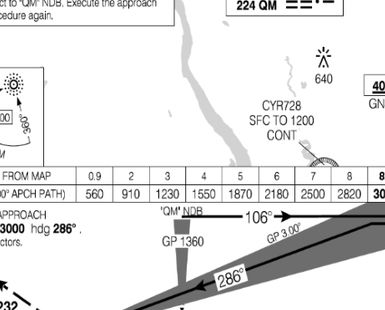 ct to "QM" NDB. Execute the approach
cedure again.
224 QM
640
40
GN
CYR728
SFC TO 1200
CONT
00
360°
M
FROM MAP 0.9 2 3 4 5 6 7 8 8
00° APCH PATH) 560 910 1230 1550 1870 2180 2500 2820 30
APPROACH
3000 hdg 286° .
ctors.
"QM" NDB
106°
GP 1360
GP 3.00°
286°
232